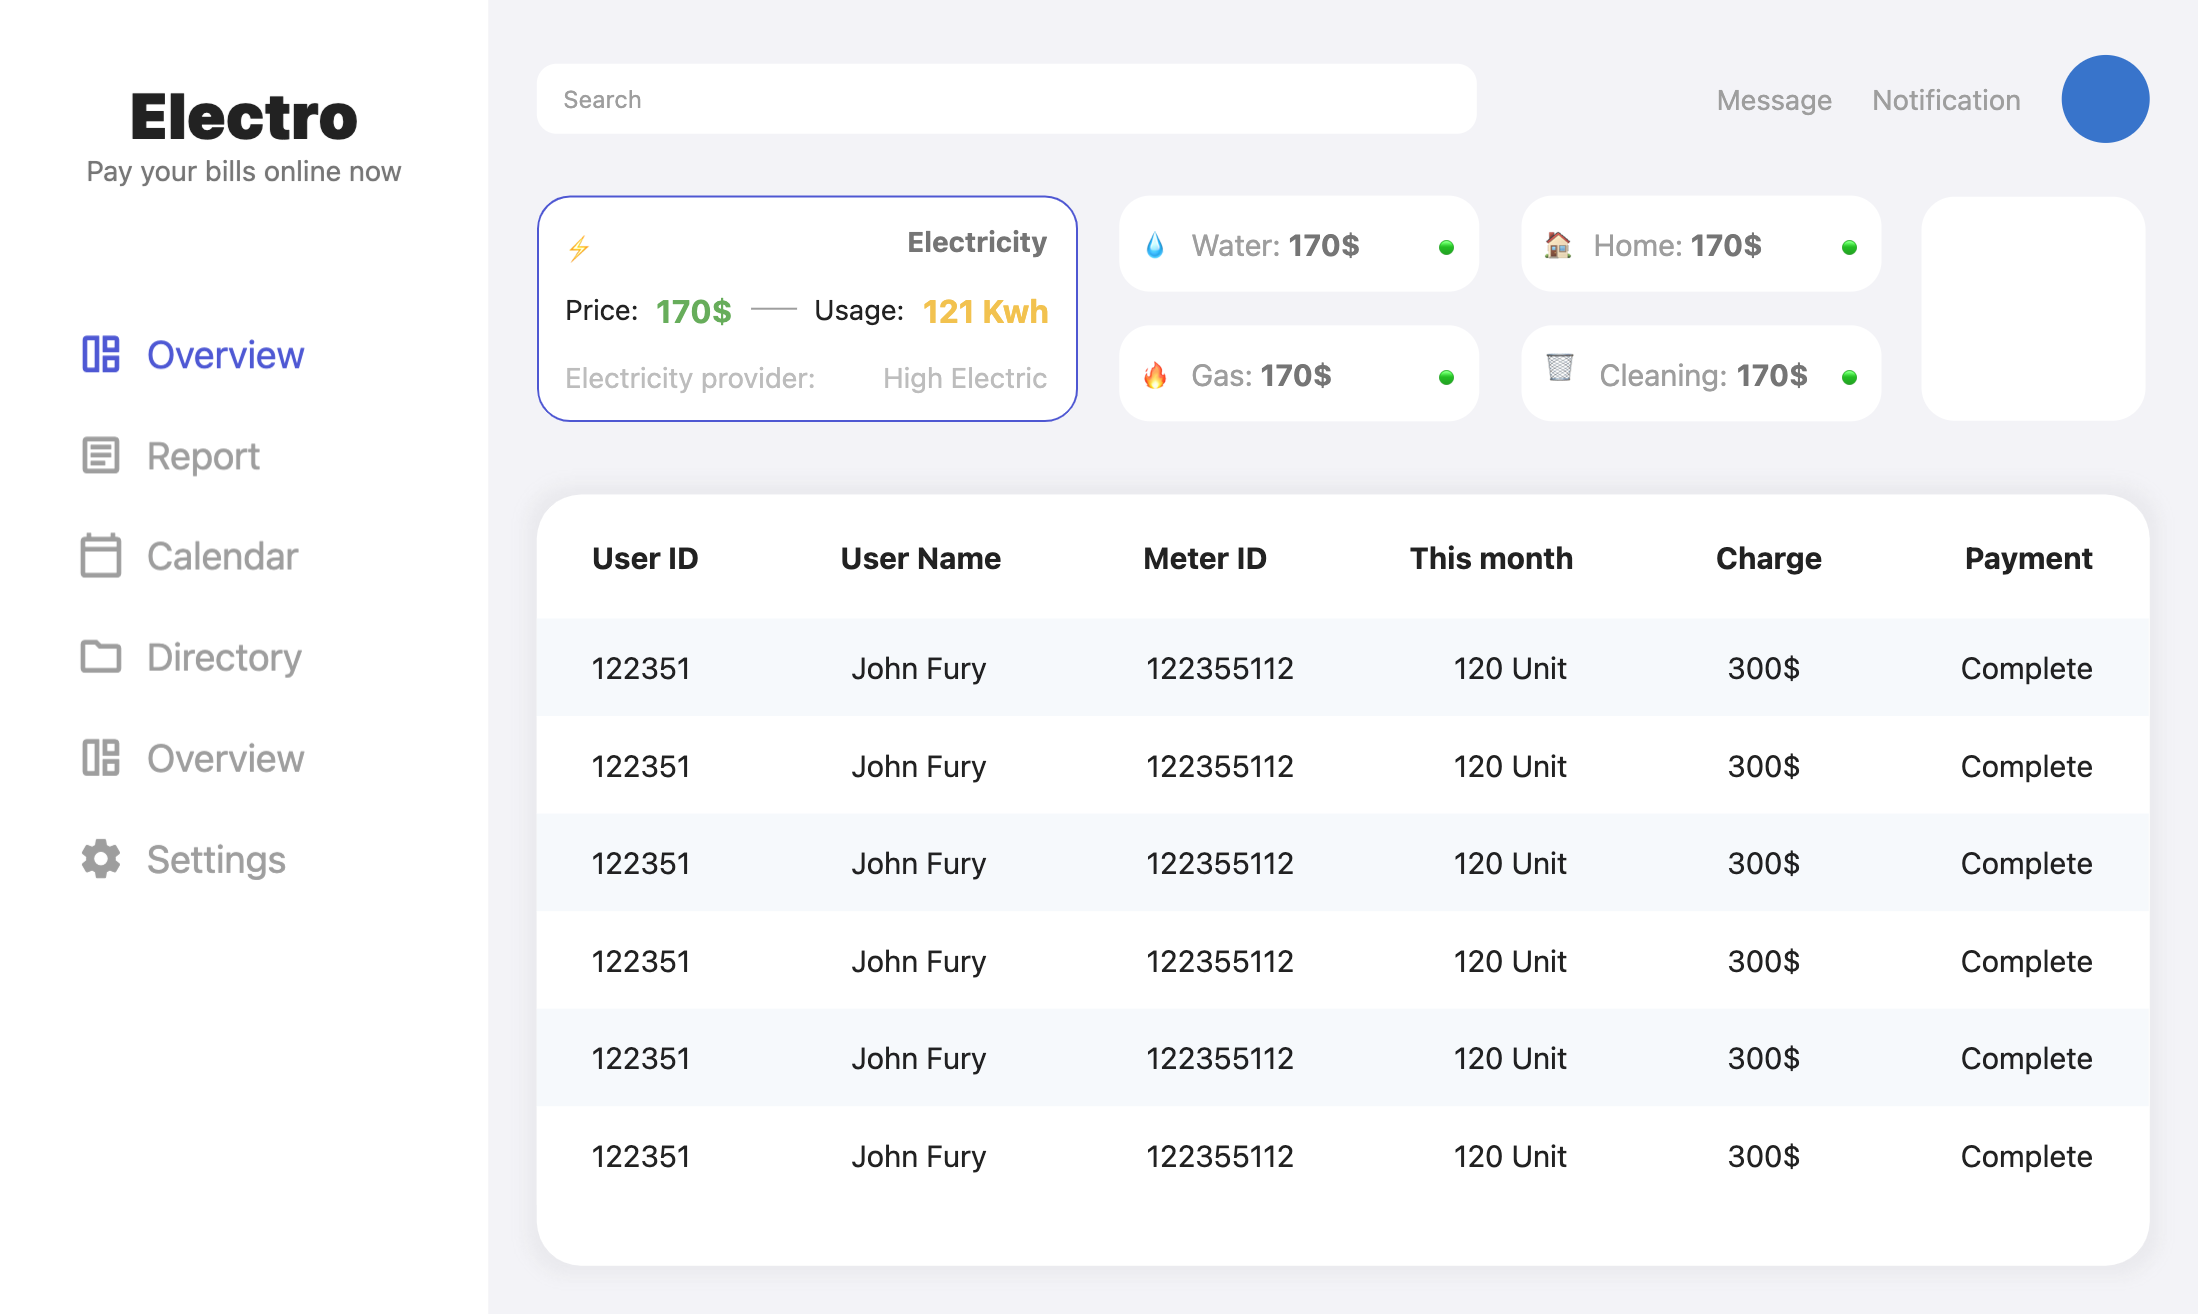 Electro
Pay your bills online now
Overview
Report
Calendar
Directory
Overview
Settings
Search
Message Notification
Electricity
Price: 170$ Usage: 121 Kwh
Electricity provider: High Electric
Water: 170$
Home: 170$
Gas: 170$
Cleaning: 170$
User ID User Name Meter ID This month Charge Payment
122351 John Fury 122355112 120 Unit 300$ Complete
122351 John Fury 122355112 120 Unit 300$ Complete
122351 John Fury 122355112 120 Unit 300$ Complete
122351 John Fury 122355112 120 Unit 300$ Complete
122351 John Fury 122355112 120 Unit 300$ Complete
122351 John Fury 122355112 120 Unit 300$ Complete